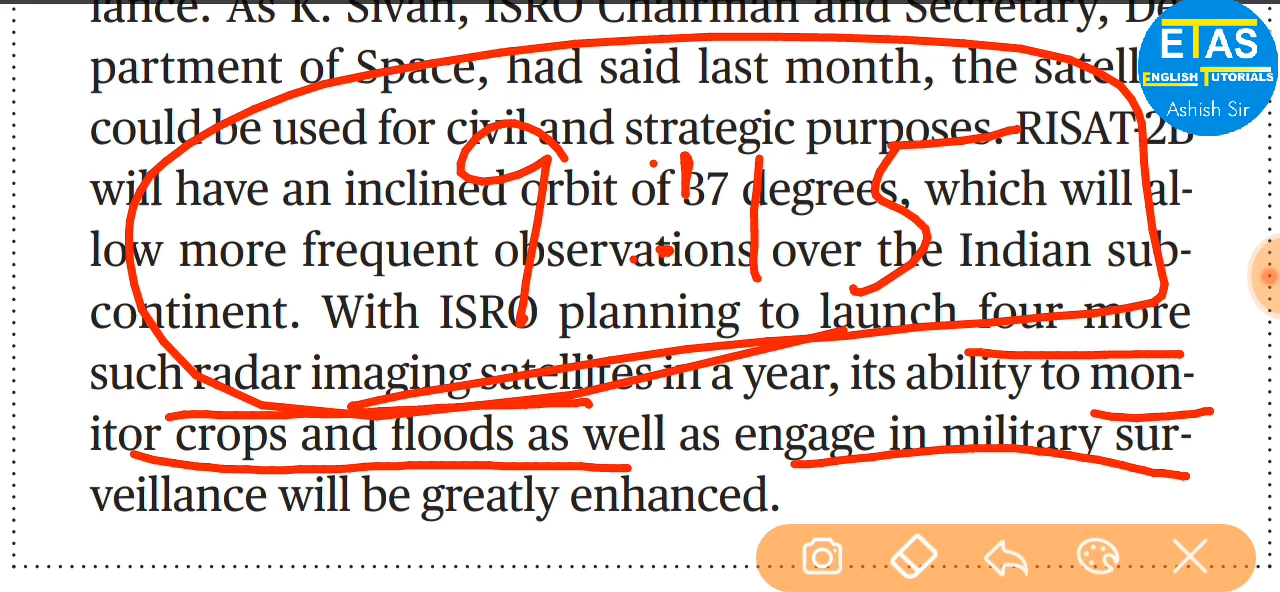 lance. As K. Sivan, ISRO Chairman and Secretary, De-
partment of Space, had said last month, the satell
could be used for civil and strategic purposes. RISAT-2B
will have an inclined orbit of 37 degrees, which will al-
low more frequent observations over the Indian sub-
continent. With ISRO planning to launch four more
such radar imaging satellites in a year, its ability to mon-
itor crops and floods as well as engage in military sur-
veillance will be greatly enhanced.
9:15
ETAS
ENGLISH TUTORIALS
Ashish Sir